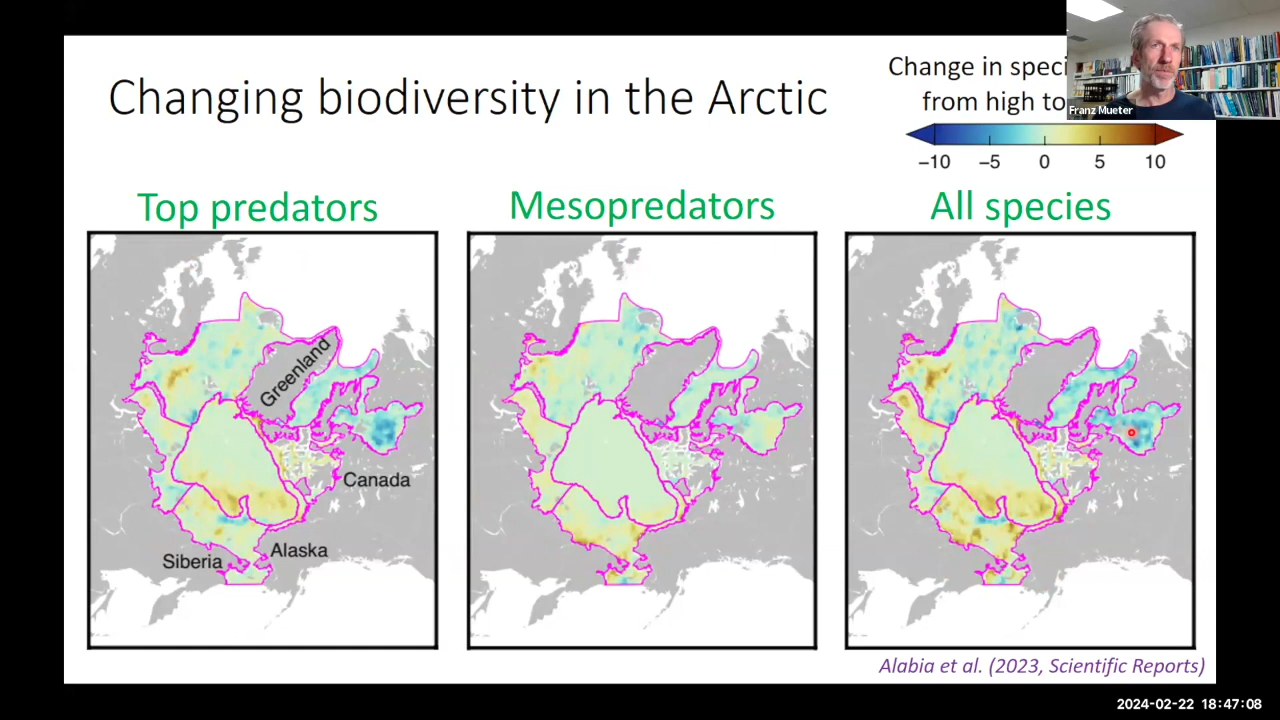 Changing biodiversity in the Arctic
Change in speci
from high to
Franz Mueter
−10 −5 0 5 10
Top predators
Mesopredators
All species
Greenland
Canada
Alaska
Siberia
Alabia et al. (2023, Scientific Reports)
2024-02-22 18:47:08